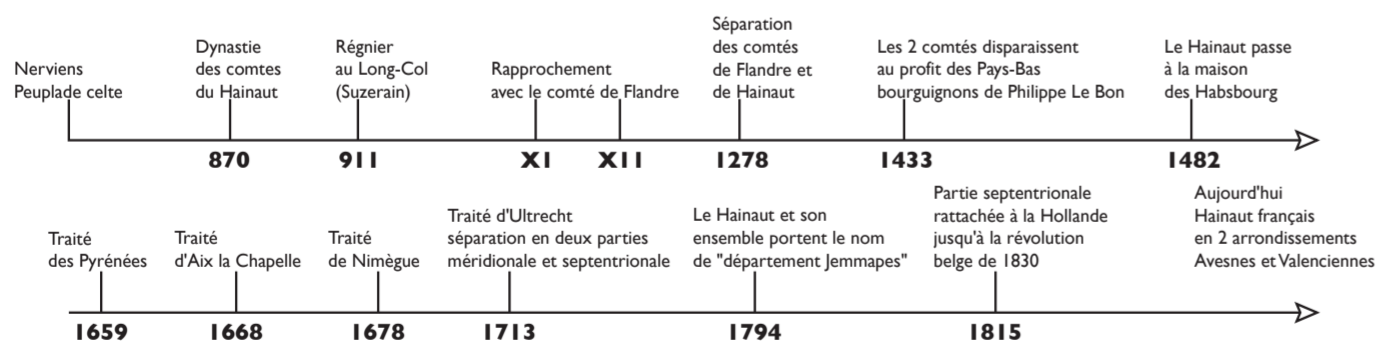 Nerviens
Peuplade celte
Dynastie
des comtes
du Hainaut
Régnier
au Long-Col
(Suzerain)
Rapprochement
avec le comté de Flandre
Séparation
des comtés
de Flandre et
de Hainaut
Les 2 comtés disparaissent
au profit des Pays-Bas
bourguignons de Philippe Le Bon
Le Hainaut passe
à la maison
des Habsbourg
870
911
X1
X11
1278
1433
1482
Traité
des Pyrénées
Traité
d'Aix la Chapelle
Traité
de Nimègue
Traité d'Ultrecht
séparation en deux parties
méridionale et septentrionale
Le Hainaut et son
ensemble portent le nom
de "département Jemmapes"
Partie septentrionale
rattachée à la Hollande
jusqu'à la révolution
belge de 1830
Aujourd'hui
Hainaut français
en 2 arrondissements
Avesnes et Valenciennes
1659
1668
1678
1713
1794
1815